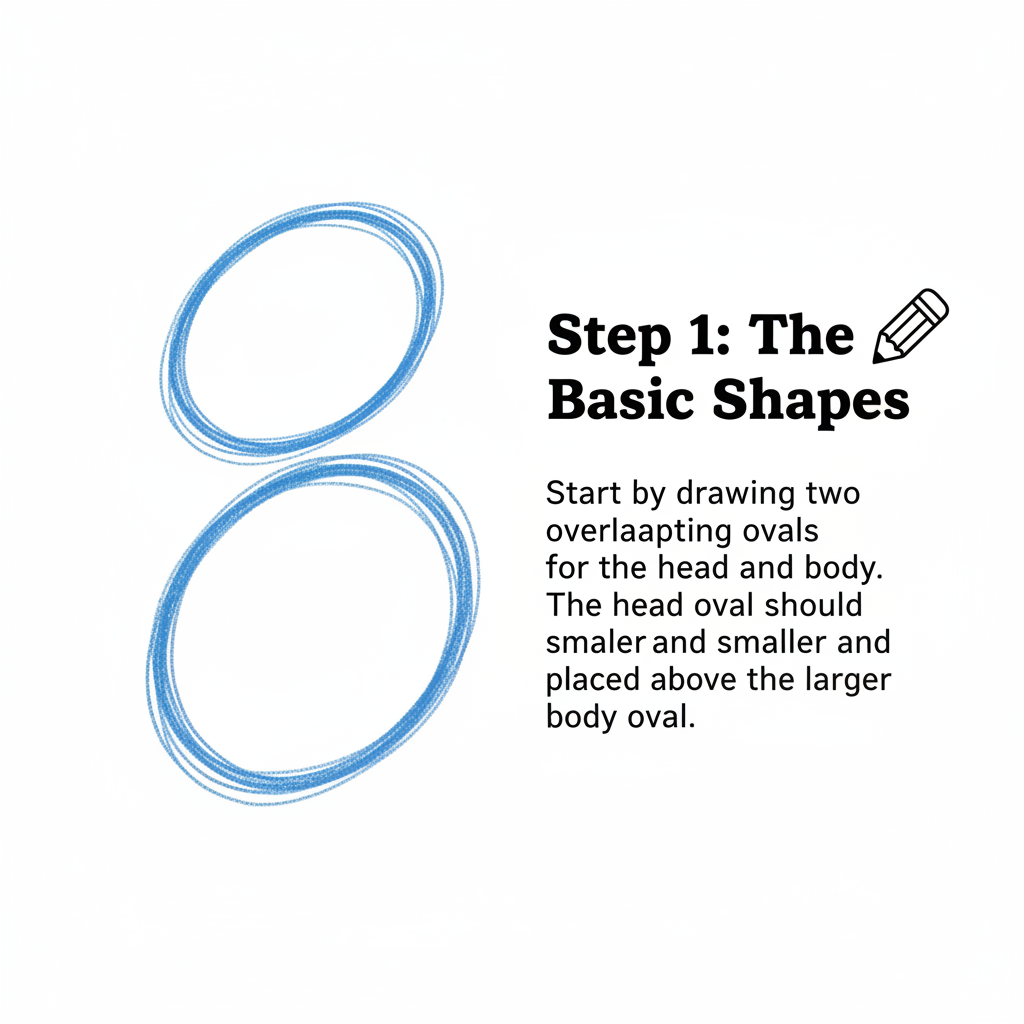 Step 1: The
Basic Shapes
Start by drawing two
overlaapting ovals
for the head and body.
The head oval should
smaler and smaller and
placed above the larger
body oval.